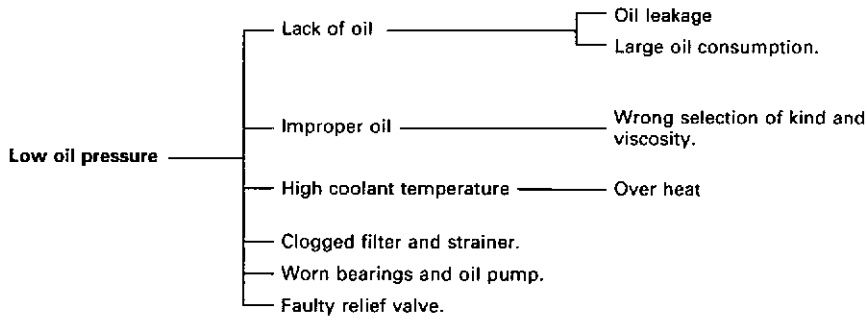 Low oil pressure
Lack of oil
Oil leakage
Large oil consumption.
Improper oil
Wrong selection of kind and
viscosity.
High coolant temperature
Over heat
Clogged filter and strainer.
Worn bearings and oil pump.
Faulty relief valve.